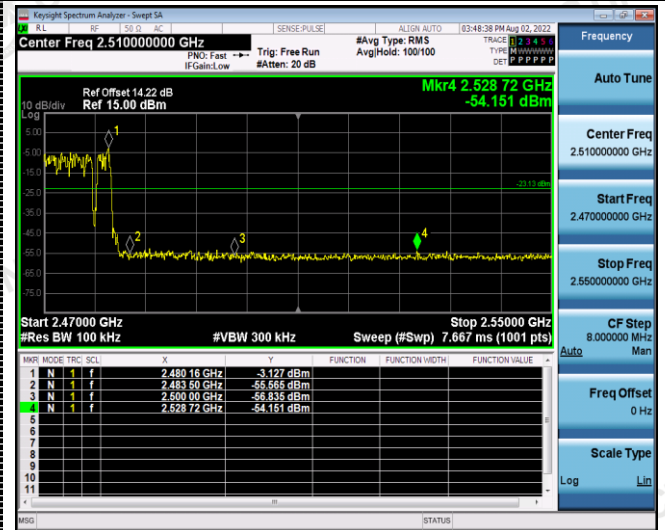 Keysight Spectrum Analyzer - Swept SA
RL RF 50 Ω AC SENSE:PULSE ALIGN AUTO 03:48:38 PM Aug 02, 2022
Center Freq 2.510000000 GHz
PNO: Fast
IFGain:Low
Trig: Free Run
#Atten: 20 dB
#Avg Type: RMS
Avg|Hold: 100/100
TRACE 1 2 3 4 5 6
TYPE M W W W W W
DET P P P P P P
Ref Offset 14.22 dB
Ref 15.00 dBm
10 dB/div
Log
Mkr4 2.528 72 GHz
-54.151 dBm
5.00
-5.00
-15.0
-25.0
-35.0
-45.0
-55.0
-65.0
-75.0
1
2
3
4
-23.13 dBm
Start 2.47000 GHz
Stop 2.55000 GHz
#Res BW 100 kHz
#VBW 300 kHz
Sweep (#Swp) 7.667 ms (1001 pts)
MKR MODE TRC SCL X Y FUNCTION FUNCTION WIDTH FUNCTION VALUE
1 N 1 f 2.480 16 GHz -3.127 dBm
2 N 1 f 2.483 50 GHz -55.565 dBm
3 N 1 f 2.500 00 GHz -56.835 dBm
4 N 1 f 2.528 72 GHz -54.151 dBm
5
6
7
8
9
10
11
MSG
STATUS
Frequency
Auto Tune
Center Freq
2.510000000 GHz
Start Freq
2.470000000 GHz
Stop Freq
2.550000000 GHz
CF Step
8.000000 MHz
Auto Man
Freq Offset
0 Hz
Scale Type
Log Lin